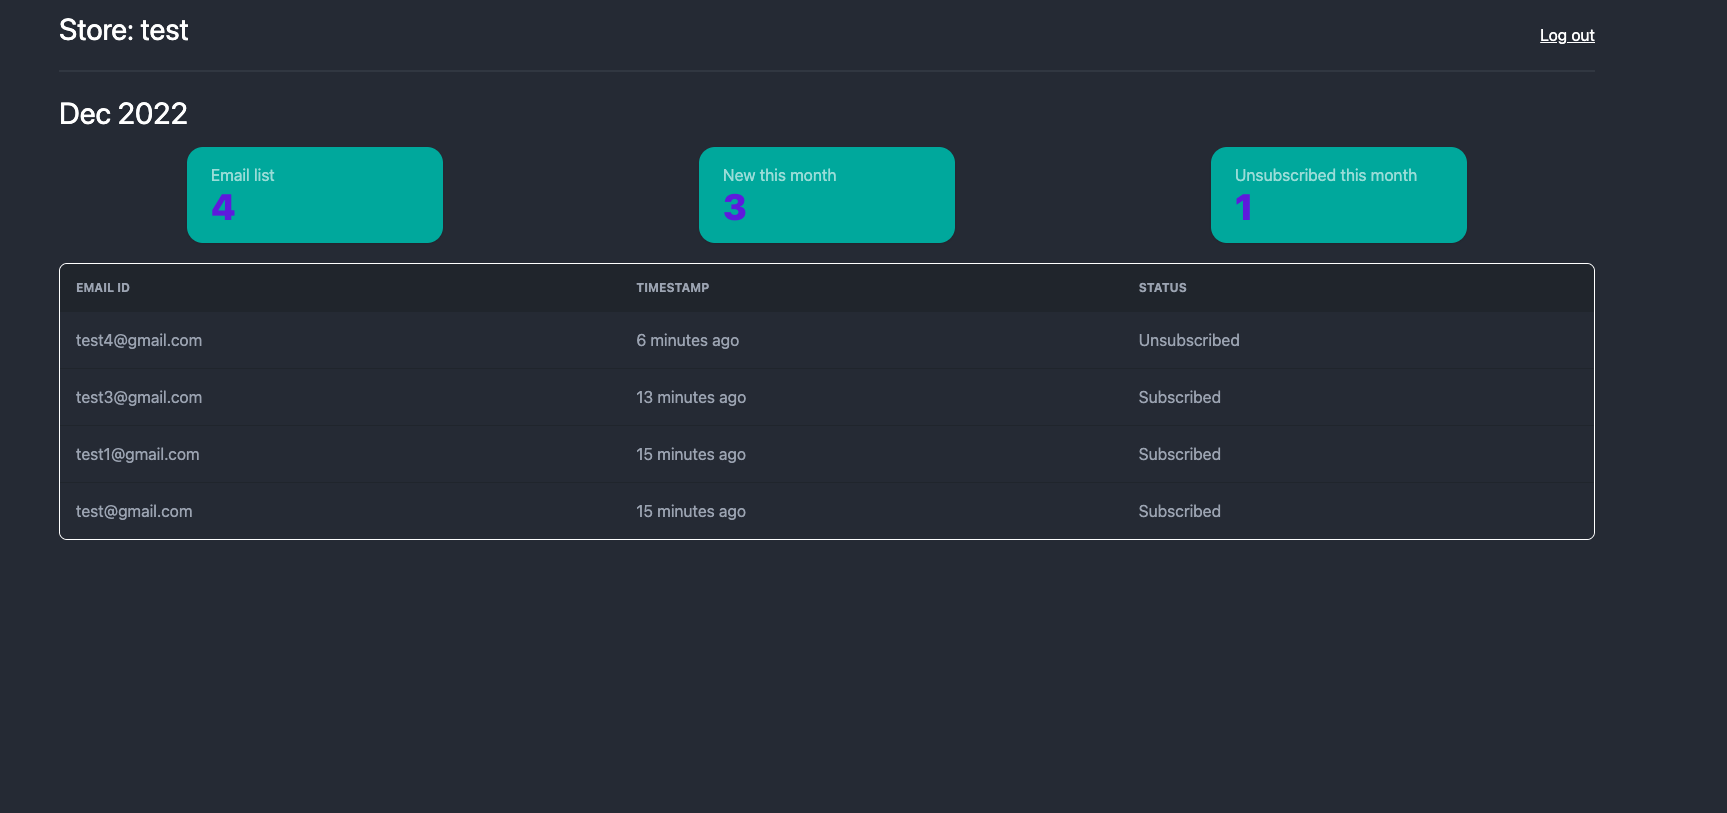 Store: test
Log out
Dec 2022
Email list
4
New this month
3
Unsubscribed this month
1
EMAIL ID TIMESTAMP STATUS
test4@gmail.com 6 minutes ago Unsubscribed
test3@gmail.com 13 minutes ago Subscribed
test1@gmail.com 15 minutes ago Subscribed
test@gmail.com 15 minutes ago Subscribed